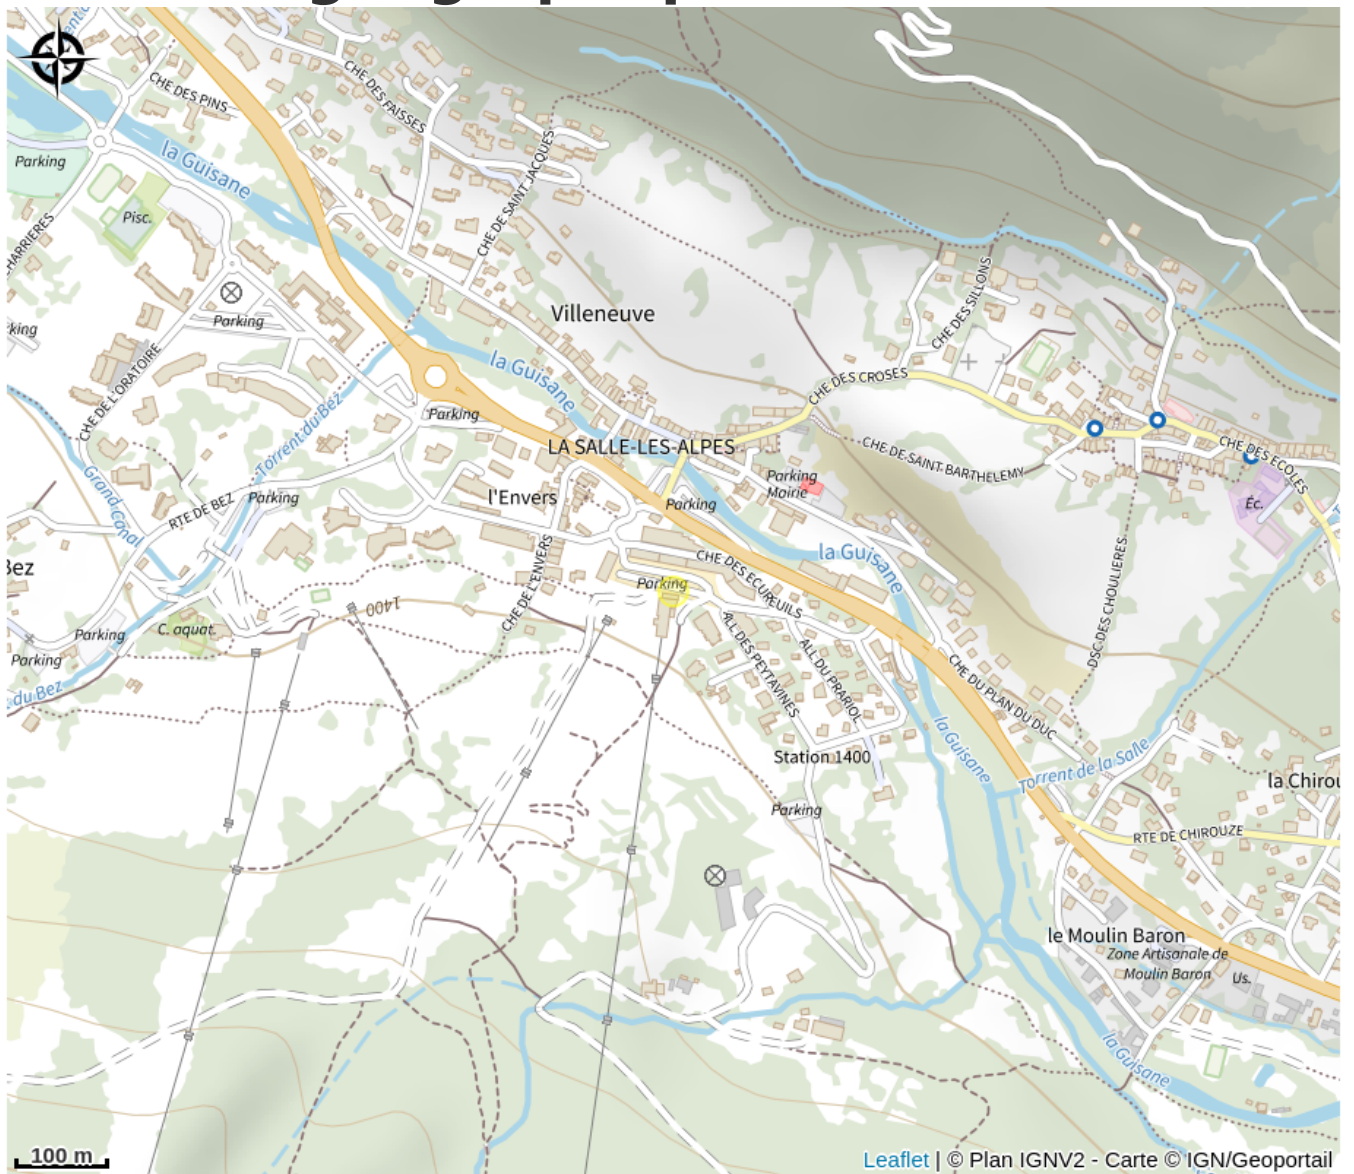 CHE DES PINS
CHE DES FAISSES
la Guisane
Parking
Pisc.
CHE DE SAINT JACQUES
HARRIERES
Parking
king
Villeneuve
CHE DES SILLONS
CHE DE L'ORATOIRE
la Guisane
CHE DES CROSES
Parking
Torrent du Bez
LA SALLE-LES-ALPES
CHE DE SAINT BARTHELEMY
CHE DES ECOLES
Grand Canal
Parking
Mairie
l'Envers
Parking
Parking
Éc.
RTE DE BEZ
la Guisane
Bez
CHE DE L'ENVERS
CHE DES ECUREUILS
Parking
DSC DES CHOULIERES
1400
C. aquat.
Parking
Parking
du Bez
ALL DES PEYTAVINES
ALL DU PRARIOL
CHE DU PLAN DU DUC
la Guisane
Station 1400
Torrent de la Salle
la Chirou
Parking
RTE DE CHIROUZE
le Moulin Baron
Zone Artisanale de
Moulin Baron
Us.
la Guisane
100 m
Leaflet | © Plan IGNV2 - Carte © IGN/Geoportail